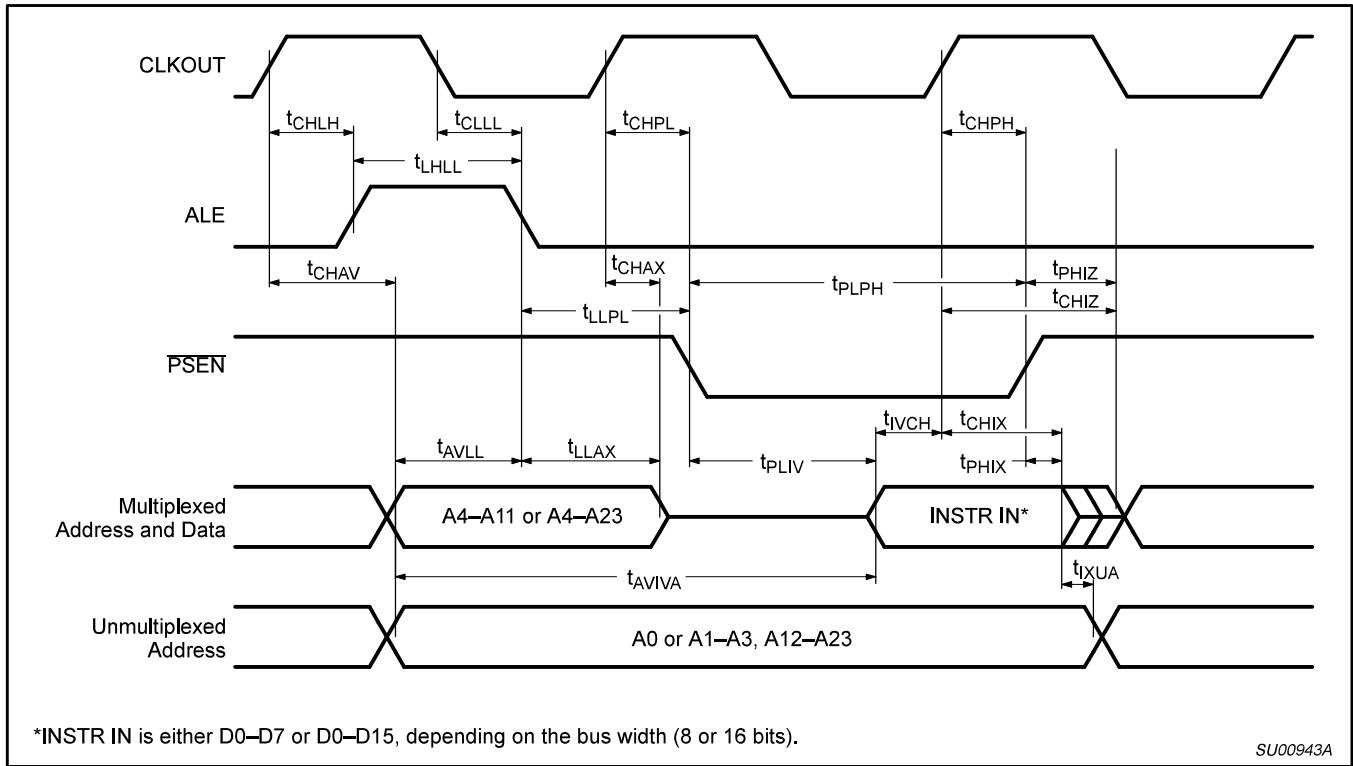 CLKOUT
tCHLH
tCLLL
tCHPL
tCHPH
tLHLL
ALE
tCHAV
tCHAX
tPLPH
tPHIZ
tLLPL
tCHIZ
PSEN
tIVCH
tCHIX
tAVLL
tLLAX
tPLIV
tPHIX
Multiplexed
Address and Data
A4–A11 or A4–A23
INSTR IN*
tAVIVA
tIXUA
Unmultiplexed
Address
A0 or A1–A3, A12–A23
*INSTR IN is either D0–D7 or D0–D15, depending on the bus width (8 or 16 bits).
SU00943A